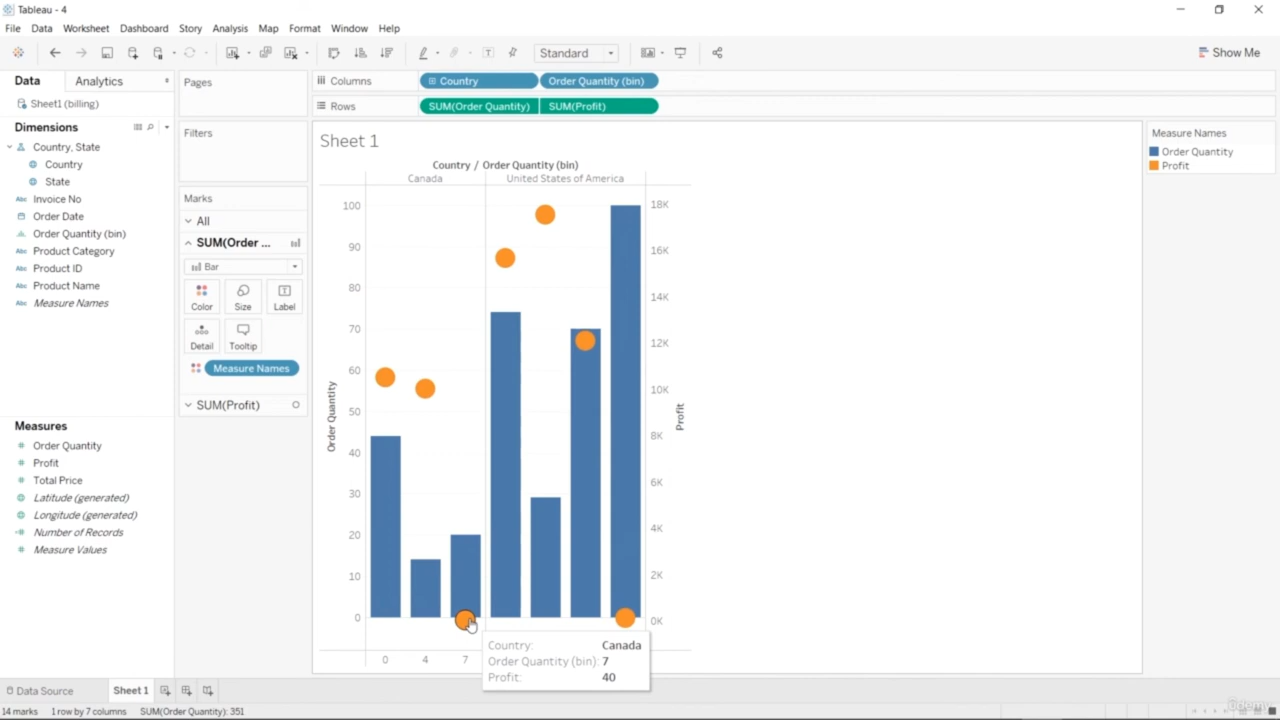 Tableau - 4
File Data Worksheet Dashboard Story Analysis Map Format Window Help
Standard
Show Me
Data Analytics
Pages
Columns Country Order Quantity (bin)
Sheet1 (billing)
Rows SUM(Order Quantity) SUM(Profit)
Dimensions
Country, State
Country
State
Abc Invoice No
Order Date
Order Quantity (bin)
Abc Product Category
Abc Product ID
Abc Product Name
Abc Measure Names
Measures
# Order Quantity
# Profit
# Total Price
Latitude (generated)
Longitude (generated)
Number of Records
# Measure Values
Filters
Marks
All
SUM(Order ...
Bar
Color Size Label
Detail Tooltip
Measure Names
SUM(Profit)
Sheet 1
Country / Order Quantity (bin)
Canada United States of America
100
90
80
70
60
50
40
30
20
10
0
Order Quantity
18K
16K
14K
12K
10K
8K
6K
4K
2K
0K
Profit
0 4 7
Country: Canada
Order Quantity (bin): 7
Profit: 40
Measure Names
Order Quantity
Profit
Data Source Sheet 1
14 marks 1 row by 7 columns SUM(Order Quantity): 351